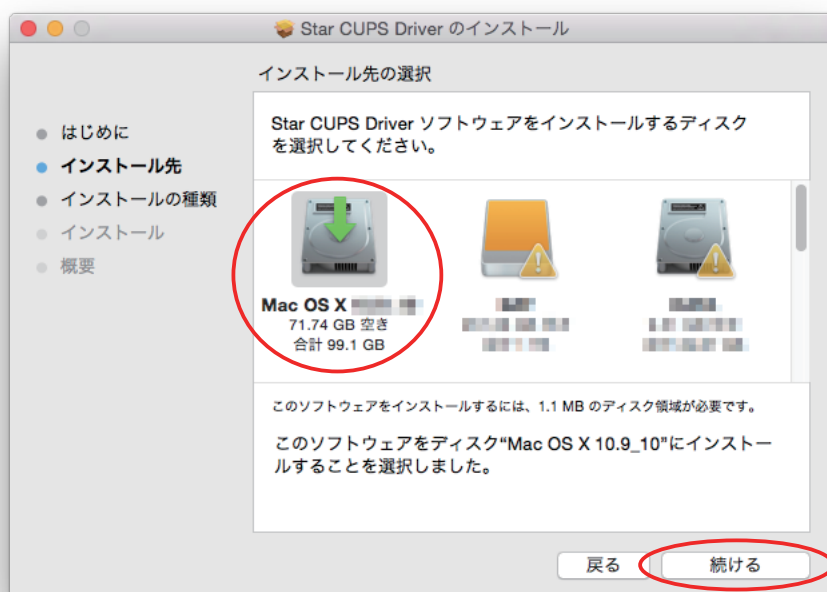 Star CUPS Driver のインストール
インストール先の選択
はじめに
インストール先
インストールの種類
インストール
概要
Star CUPS Driver ソフトウェアをインストールするディスク
を選択してください。
Mac OS X
71.74 GB 空き
合計 99.1 GB
このソフトウェアをインストールするには、1.1 MB のディスク領域が必要です。
このソフトウェアをディスク“Mac OS X 10.9_10”にインストー
ルすることを選択しました。
戻る
続ける